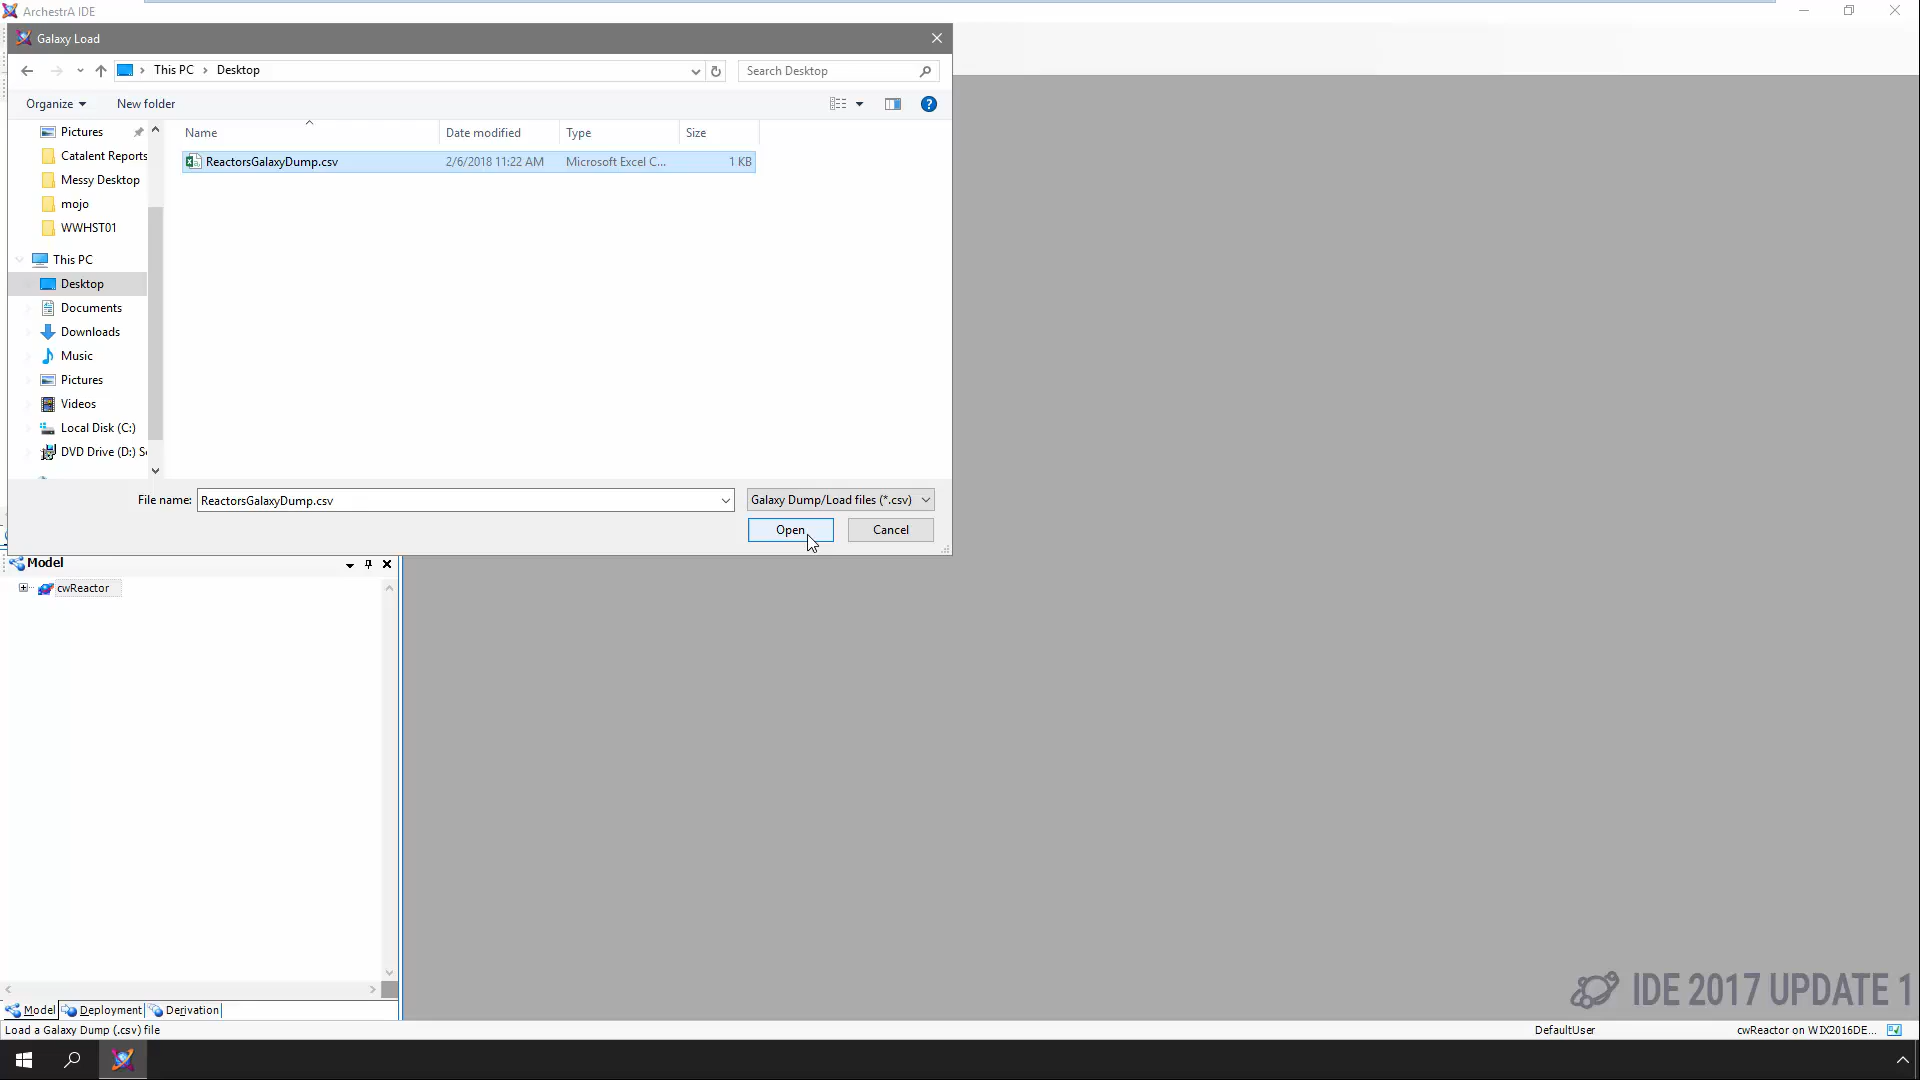 ArchestrA IDE
Galaxy Load
This PC
Desktop
Search Desktop
Organize
New folder
Name
Date modified
Type
Size
ReactorsGalaxyDump.csv
2/6/2018 11:22 AM
Microsoft Excel C...
1 KB
Pictures
Catalent Reports
Messy Desktop
mojo
WWHST01
This PC
Desktop
Documents
Downloads
Music
Pictures
Videos
Local Disk (C:)
DVD Drive (D:) S
File name:
ReactorsGalaxyDump.csv
Galaxy Dump/Load files (*.csv)
Open
Cancel
Model
cwReactor
IDE 2017 UPDATE 1
Model
Deployment
Derivation
Load a Galaxy Dump (.csv) file
DefaultUser
cwReactor on WIX2016DE...